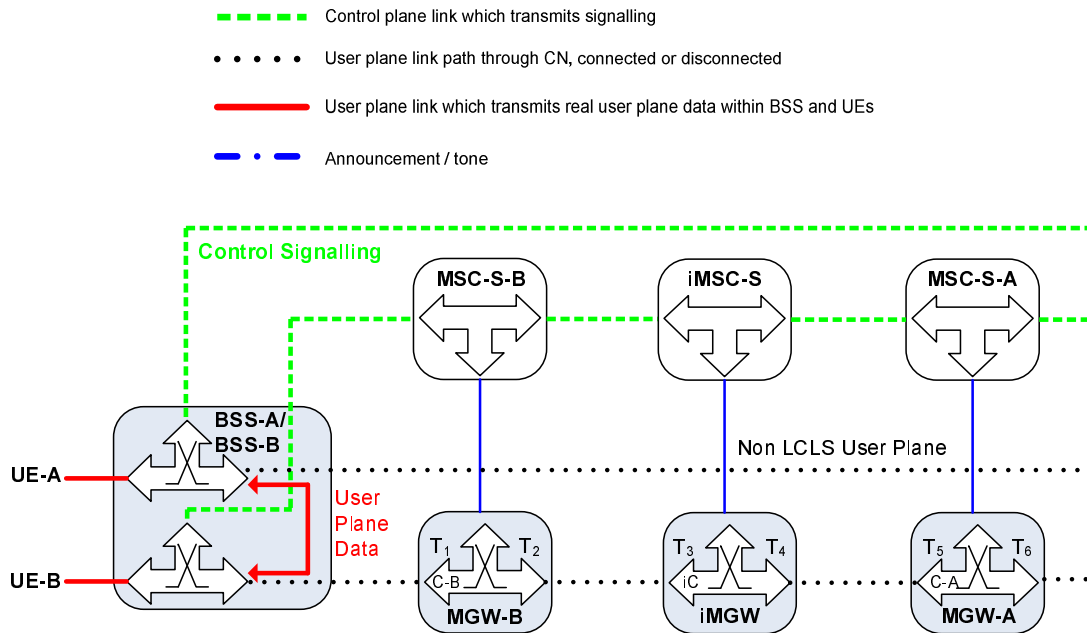 Control plane link which transmits signalling
User plane link path through CN, connected or disconnected
User plane link which transmits real user plane data within BSS and UEs
Announcement / tone
Control Signalling
MSC-S-B
iMSC-S
MSC-S-A
BSS-A/
BSS-B
Non LCLS User Plane
UE-A
User
Plane
Data
T1
T2
T3
T4
T5
T6
UE-B
C-B
iC
C-A
MGW-B
iMGW
MGW-A